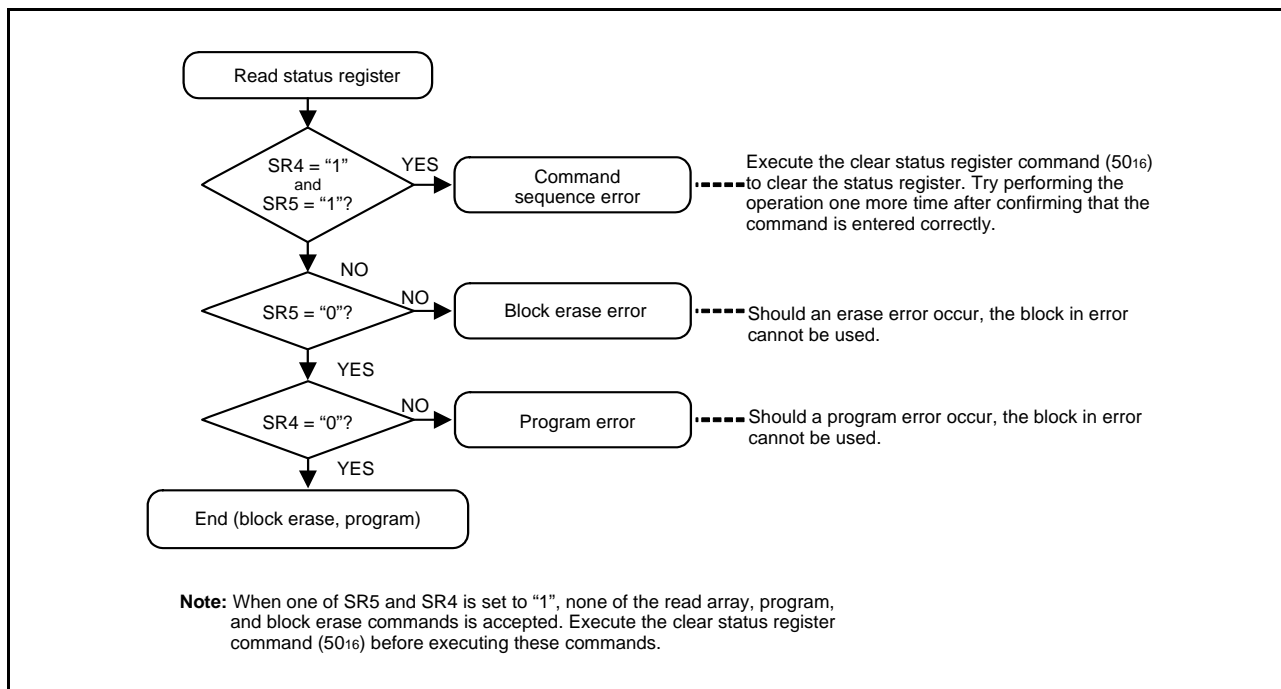 Read status register
SR4 = “1”
and
SR5 = “1”?
YES
Command
sequence error
Execute the clear status register command (5016)
to clear the status register. Try performing the
operation one more time after confirming that the
command is entered correctly.
NO
SR5 = “0”?
NO
Block erase error
Should an erase error occur, the block in error
cannot be used.
YES
SR4 = “0”?
NO
Program error
Should a program error occur, the block in error
cannot be used.
YES
End (block erase, program)
Note: When one of SR5 and SR4 is set to “1”, none of the read array, program,
and block erase commands is accepted. Execute the clear status register
command (5016) before executing these commands.